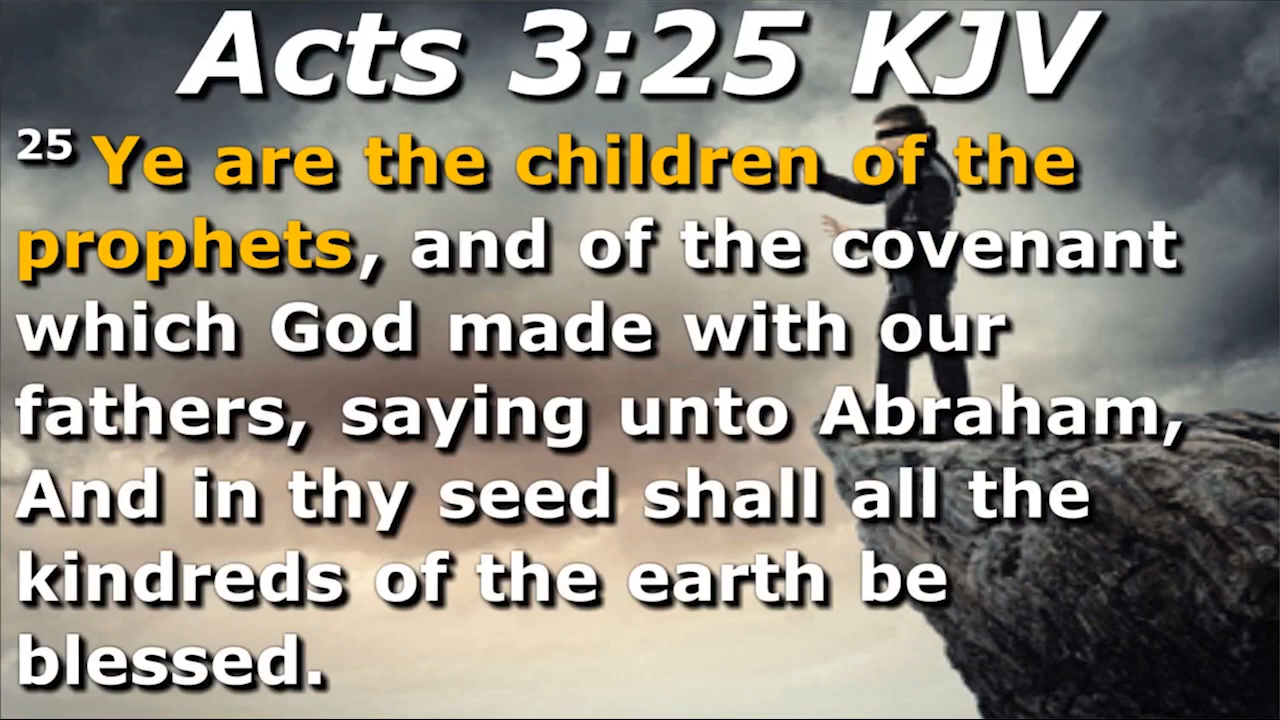 Acts 3:25 KJV
25 Ye are the children of the
prophets, and of the covenant
which God made with our
fathers, saying unto Abraham,
And in thy seed shall all the
kindreds of the earth be
blessed.